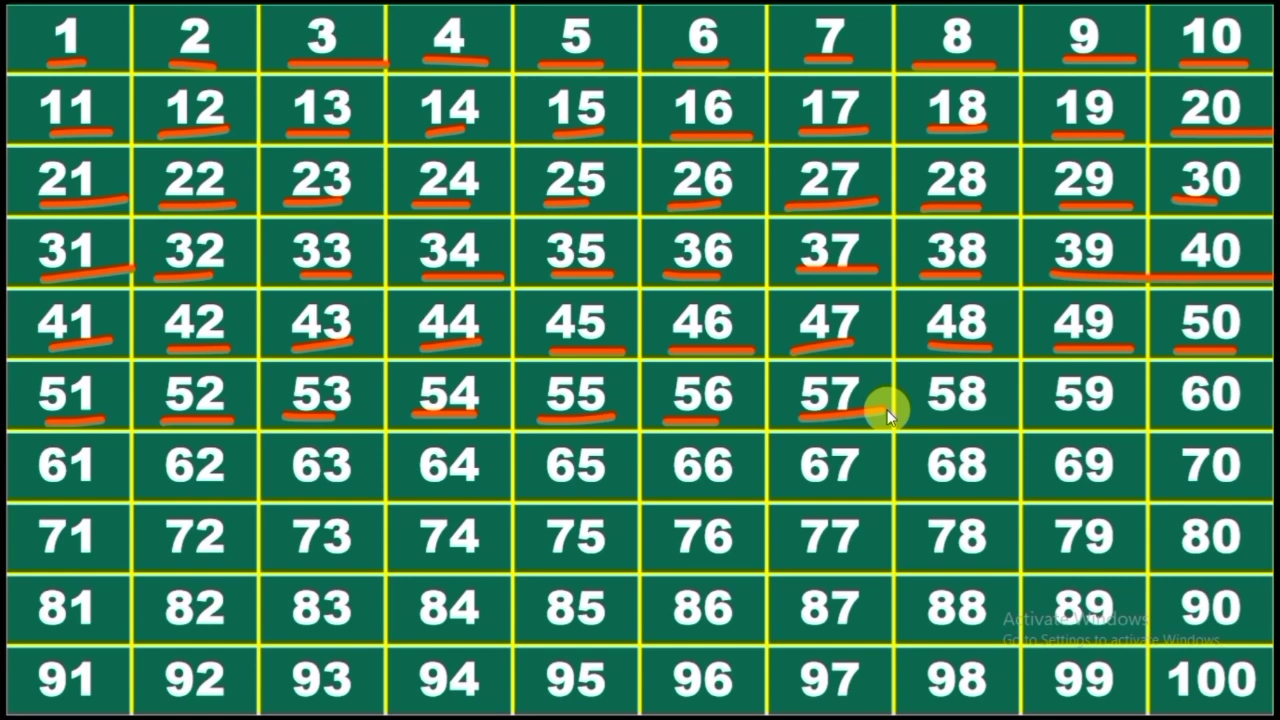 1 2 3 4 5 6 7 8 9 10
11 12 13 14 15 16 17 18 19 20
21 22 23 24 25 26 27 28 29 30
31 32 33 34 35 36 37 38 39 40
41 42 43 44 45 46 47 48 49 50
51 52 53 54 55 56 57 58 59 60
61 62 63 64 65 66 67 68 69 70
71 72 73 74 75 76 77 78 79 80
81 82 83 84 85 86 87 88 89 90
Activate Windows
Go to Settings to activate Windows.
91 92 93 94 95 96 97 98 99 100